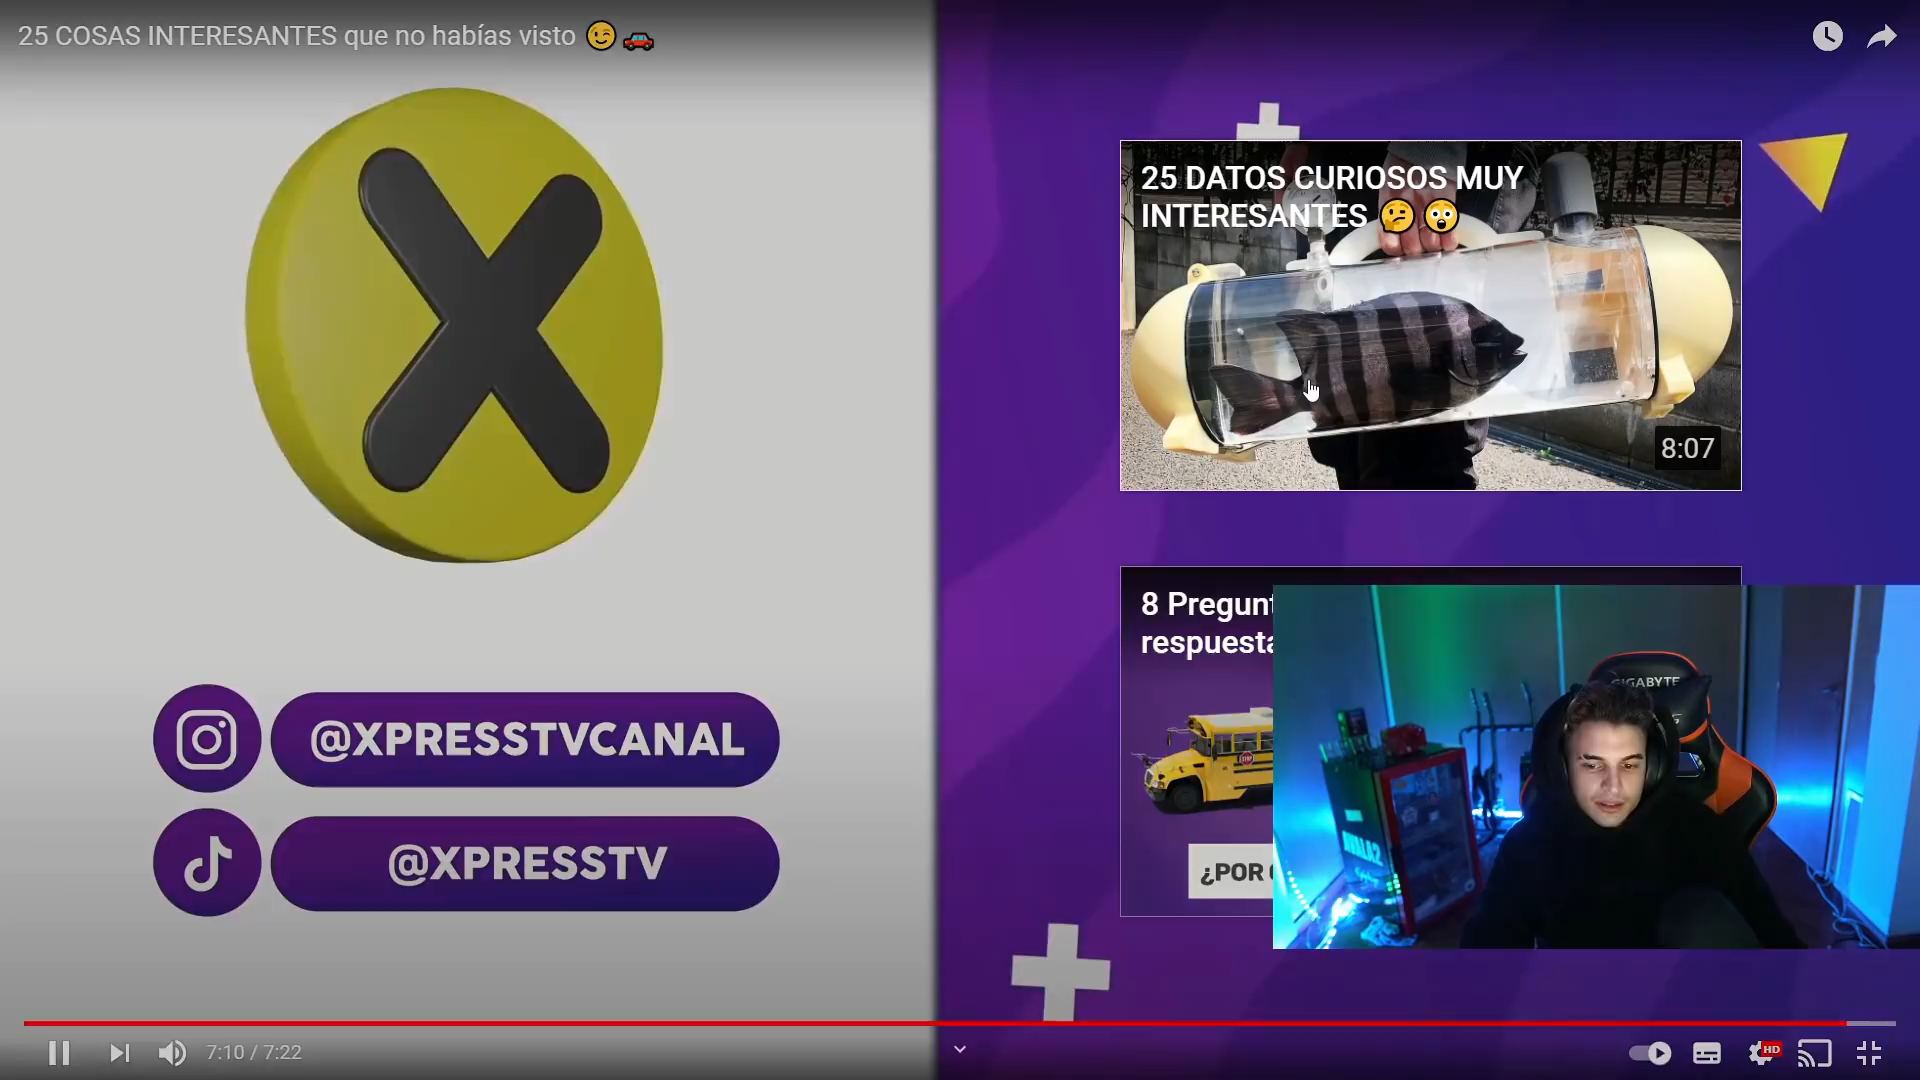 25 COSAS INTERESANTES que no habías visto 😉 🚗
X
25 DATOS CURIOSOS MUY
INTERESANTES 🤔 😲
8:07
8 Pregunt
respuesta
STOP
GIGABYTE
¿POR
@XPRESSTVCANAL
@XPRESSTV
7:10 / 7:22
HD